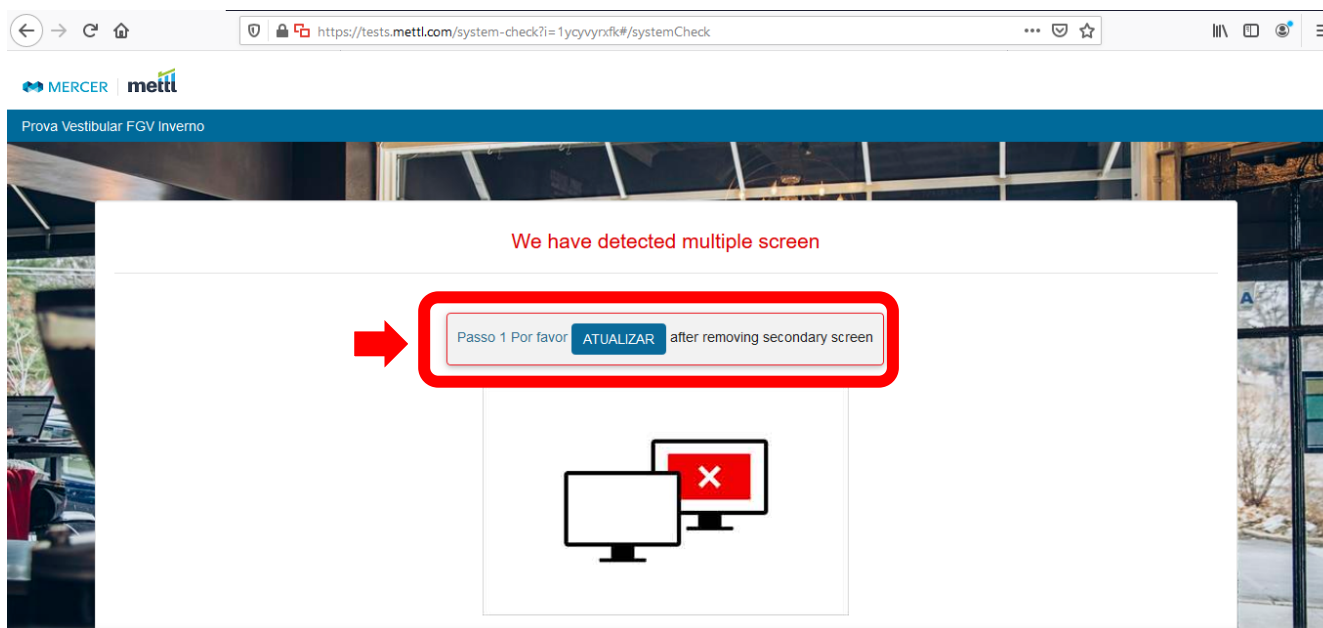 https://tests.mettl.com/system-check?i=1ycyvyrxfk#/systemCheck
MERCER mettl
Prova Vestibular FGV Inverno
We have detected multiple screen
Passo 1 Por favor ATUALIZAR after removing secondary screen
A